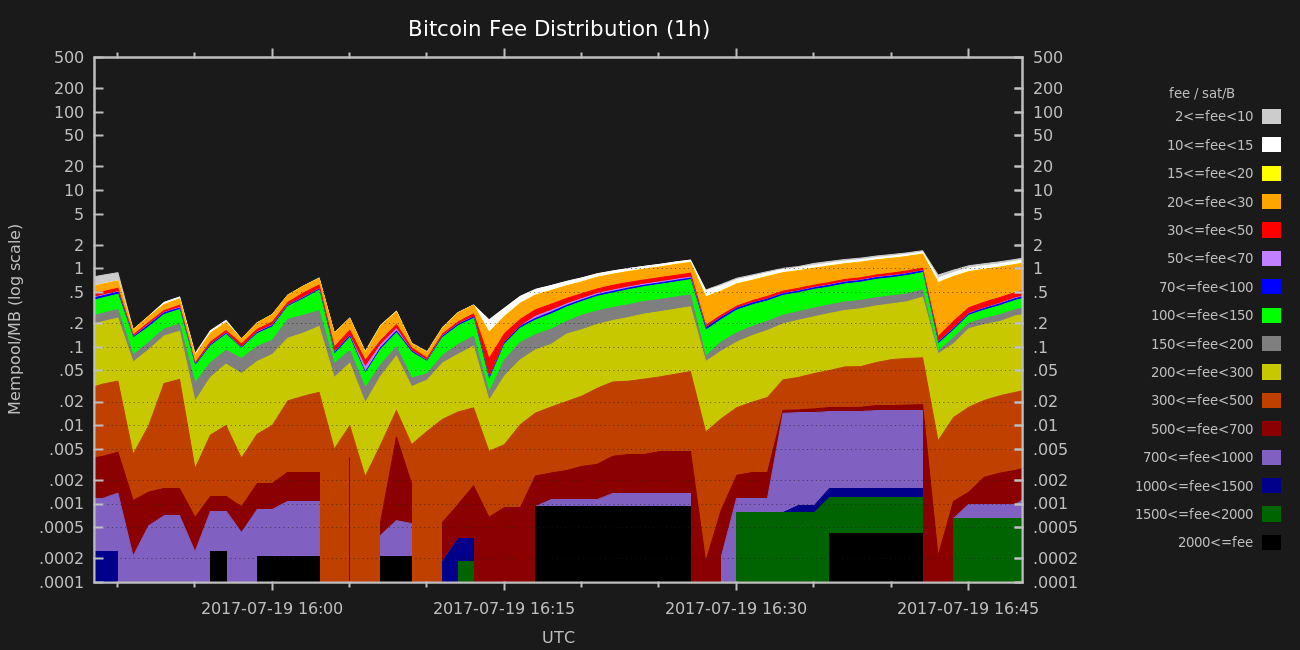 Bitcoin Fee Distribution (1h)
Mempool/MB (log scale)
500
200
100
50
20
10
5
2
1
.5
.2
.1
.05
.02
.01
.005
.002
.001
.0005
.0002
.0001
500
200
100
50
20
10
5
2
1
.5
.2
.1
.05
.02
.01
.005
.002
.001
.0005
.0002
.0001
2017-07-19 16:00
2017-07-19 16:15
2017-07-19 16:30
2017-07-19 16:45
UTC
fee / sat/B
2<=fee<10
10<=fee<15
15<=fee<20
20<=fee<30
30<=fee<50
50<=fee<70
70<=fee<100
100<=fee<150
150<=fee<200
200<=fee<300
300<=fee<500
500<=fee<700
700<=fee<1000
1000<=fee<1500
1500<=fee<2000
2000<=fee